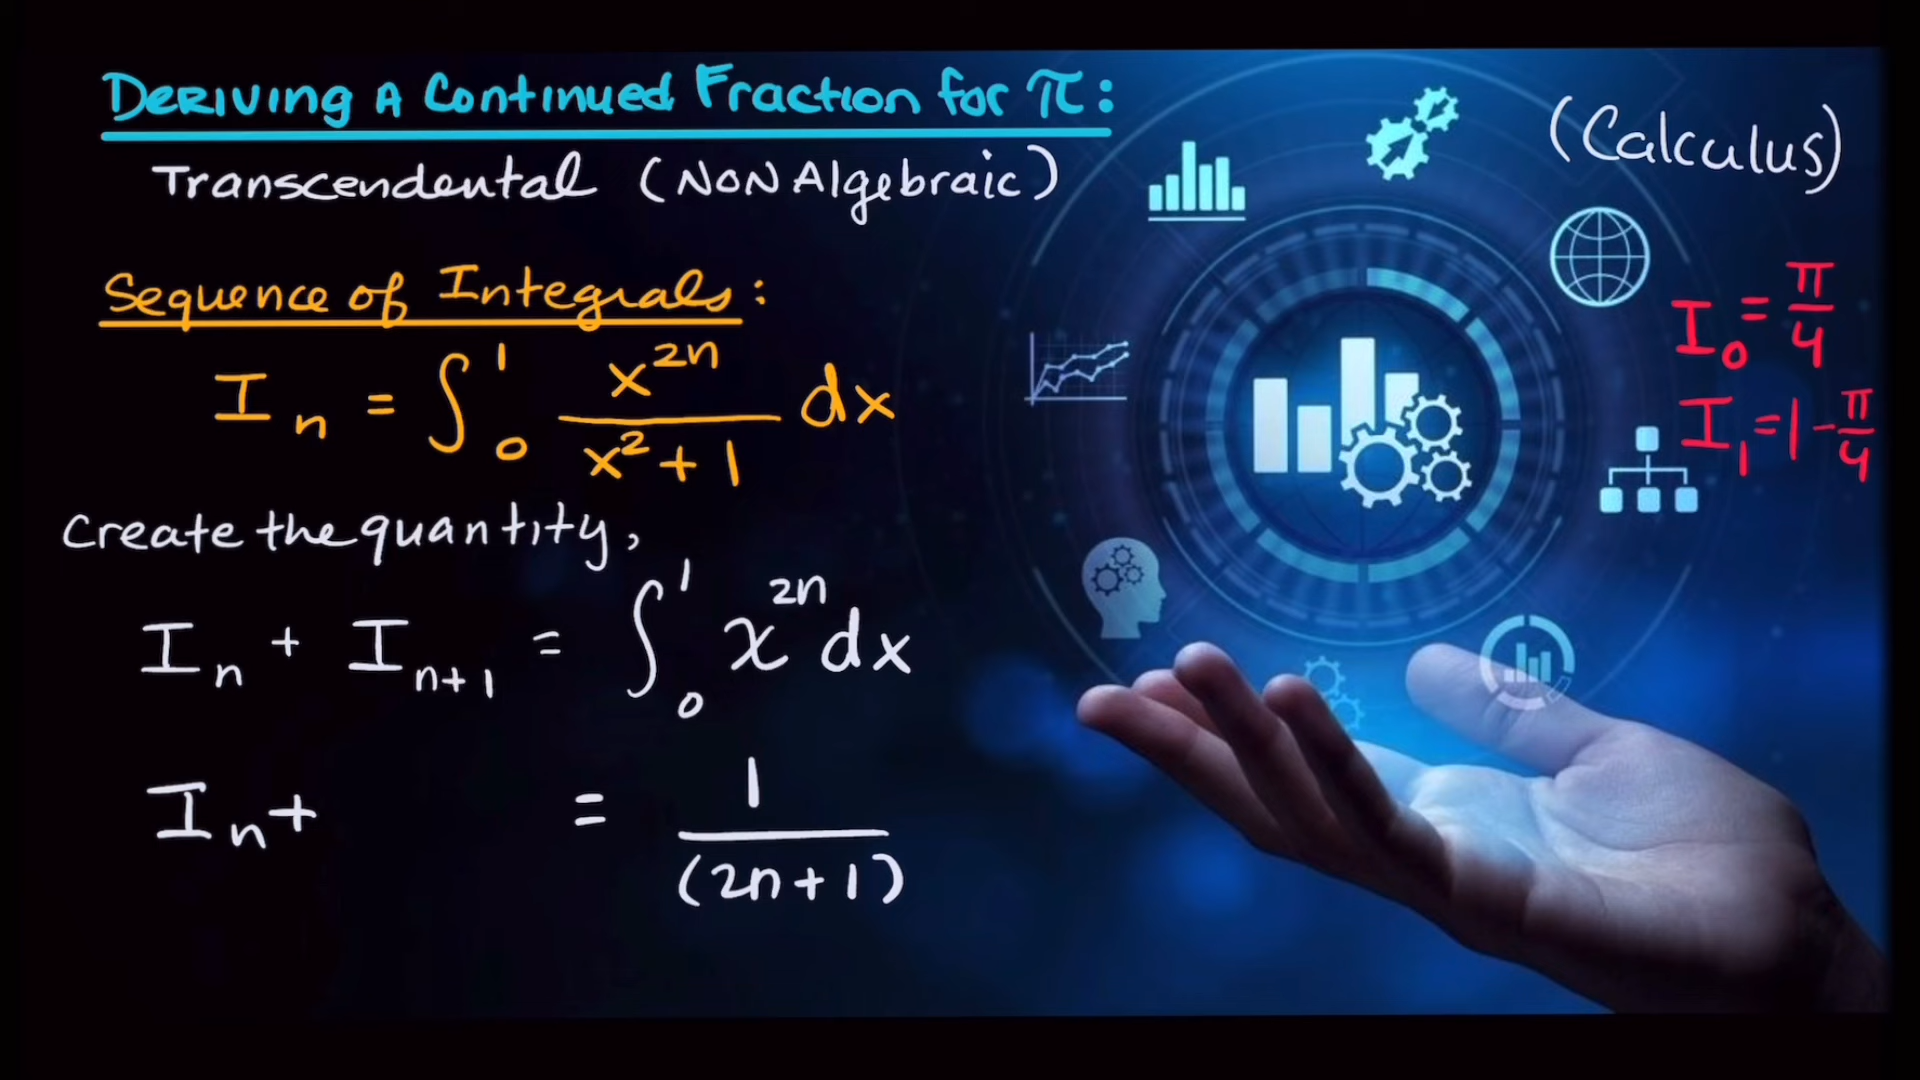 DERIVING A Continued Fraction for π:
(Calculus)
Transcendental (NON Algebraic)
Sequence of Integrals:
I₀ = π/4
I₁ = 1 - π/4
Iₙ = ∫₀¹ x²ⁿ/(x² + 1) dx
Create the quantity,
Iₙ + Iₙ₊₁ = ∫₀¹ x²ⁿ dx
Iₙ + = 1/(2n+1)